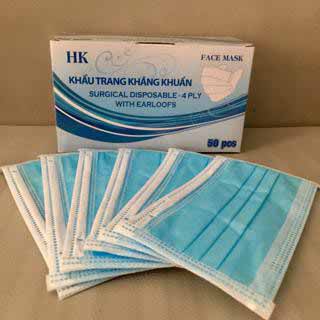 HK
FACE MASK
KHẨU TRANG KHÁNG KHUẨN
SURGICAL DISPOSABLE - 4 PLY
WITH EARLOOFS
50 pcs